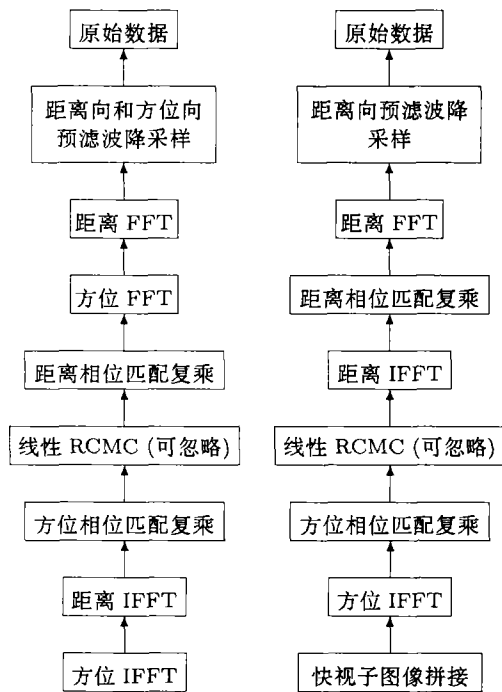 原始数据
距离向和方位向
预滤波降采样
距离 FFT
方位 FFT
距离相位匹配复乘
线性 RCMC (可忽略)
方位相位匹配复乘
距离 IFFT
方位 IFFT
原始数据
距离向预滤波降
采样
距离 FFT
距离相位匹配复乘
距离 IFFT
线性 RCMC (可忽略)
方位相位匹配复乘
方位 IFFT
快视子图像拼接